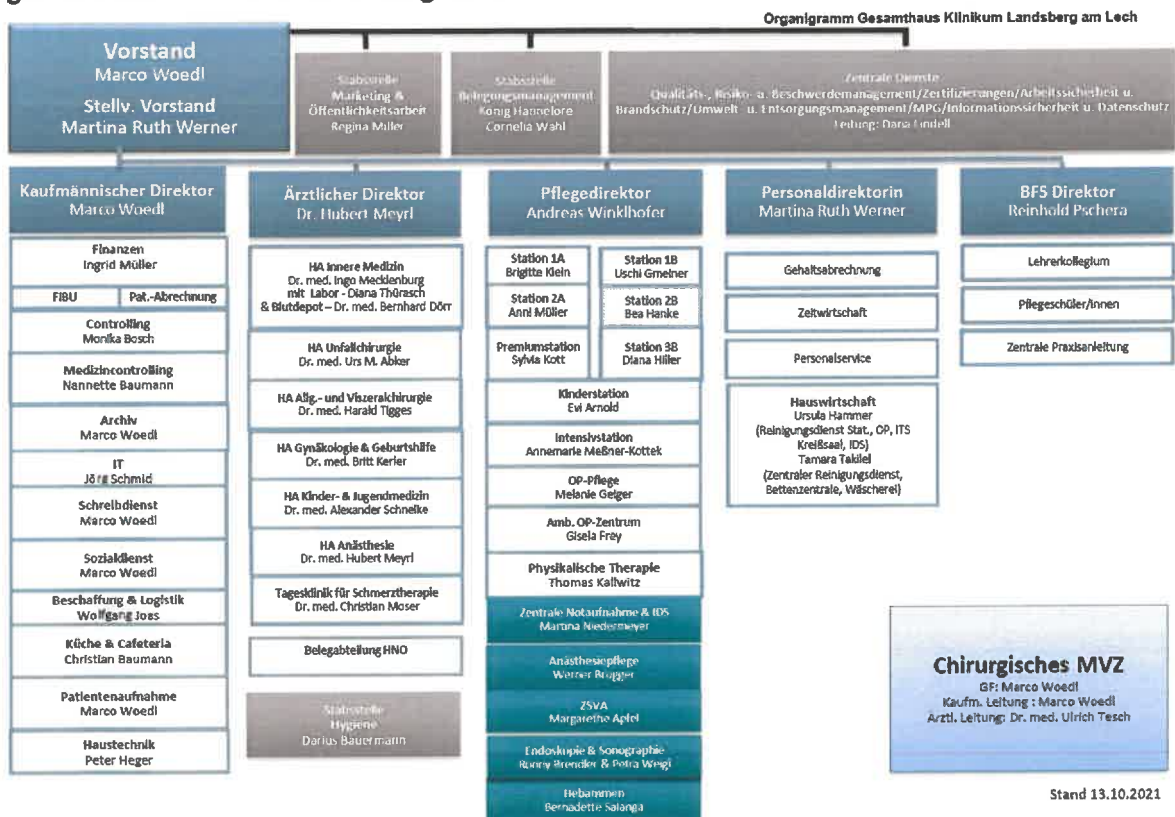 Organigramm Gesamthaus Klinikum Landsberg am Lech
Vorstand
Marco Woedl
Stellv. Vorstand
Martina Ruth Werner
Stabsstelle
Marketing &
Öffentlichkeitsarbeit
Regina Miller
Stabsstelle
Belegungsmanagement
König Hannelore
Cornelia Wahl
Zentrale Dienste
Qualitäts-, Risiko- u. Beschwerdemanagement/Zertifizierungen/Arbeitssicherheit u.
Brandschutz/Umwelt- u. Entsorgungsmanagement/MPG/Informationssicherheit u. Datenschutz
Leitung: Dana Lindell
Kaufmännischer Direktor
Marco Woedl
Finanzen
Ingrid Müller
FIBU
Pat.-Abrechnung
Controlling
Monika Bosch
Medizincontrolling
Nannette Baumann
Archiv
Marco Woedl
IT
Jörg Schmid
Schreibdienst
Marco Woedl
Sozialdienst
Marco Woedl
Beschaffung & Logistik
Wolfgang Joas
Küche & Cafeteria
Christian Baumann
Patientenaufnahme
Marco Woedl
Haustechnik
Peter Heger
Ärztlicher Direktor
Dr. Hubert Meyrl
HA Innere Medizin
Dr. med. Ingo Mecklenburg
mit Labor - Diana Thürasch
& Blutdepot – Dr. med. Bernhard Dörr
HA Unfallchirurgie
Dr. med. Urs M. Abker
HA Allg.- und Viszeralchirurgie
Dr. med. Harald Tigges
HA Gynäkologie & Geburtshilfe
Dr. med. Britt Kerler
HA Kinder- & Jugendmedizin
Dr. med. Alexander Schnelke
HA Anästhesie
Dr. med. Hubert Meyrl
Tagesklinik für Schmerztherapie
Dr. med. Christian Moser
Belegabteilung HNO
Stabsstelle
Hygiene
Darius Bauermann
Pflegedirektor
Andreas Winklhofer
Station 1A
Brigitte Klein
Station 1B
Uschi Gmeiner
Station 2A
Anni Müller
Station 2B
Bea Hanke
Premiumstation
Sylvia Kott
Station 3B
Diana Hiller
Kinderstation
Evi Arnold
Intensivstation
Annemarie Meßner-Kottek
OP-Pflege
Melanie Geiger
Amb. OP-Zentrum
Gisela Frey
Physikalische Therapie
Thomas Kallwitz
Zentrale Notaufnahme & IDS
Martina Niedermeyer
Anästhesiepflege
Werner Brugger
ZSVA
Margarethe Apfel
Endoskopie & Sonographie
Ronny Brendler & Petra Weigl
Hebammen
Bernadette Salanga
Personaldirektorin
Martina Ruth Werner
Gehaltsabrechnung
Zeitwirtschaft
Personalservice
Hauswirtschaft
Ursula Hammer
(Reinigungsdienst Stat., OP, ITS
Kreißsaal, IDS)
Tamara Takilel
(Zentraler Reinigungsdienst,
Bettenzentrale, Wäscherei)
BFS Direktor
Reinhold Pschera
Lehrerkollegium
Pflegeschüler/innen
Zentrale Praxisanleitung
Chirurgisches MVZ
GF: Marco Woedl
Kaufm. Leitung : Marco Woedl
Ärztl. Leitung: Dr. med. Ulrich Tesch
Stand 13.10.2021